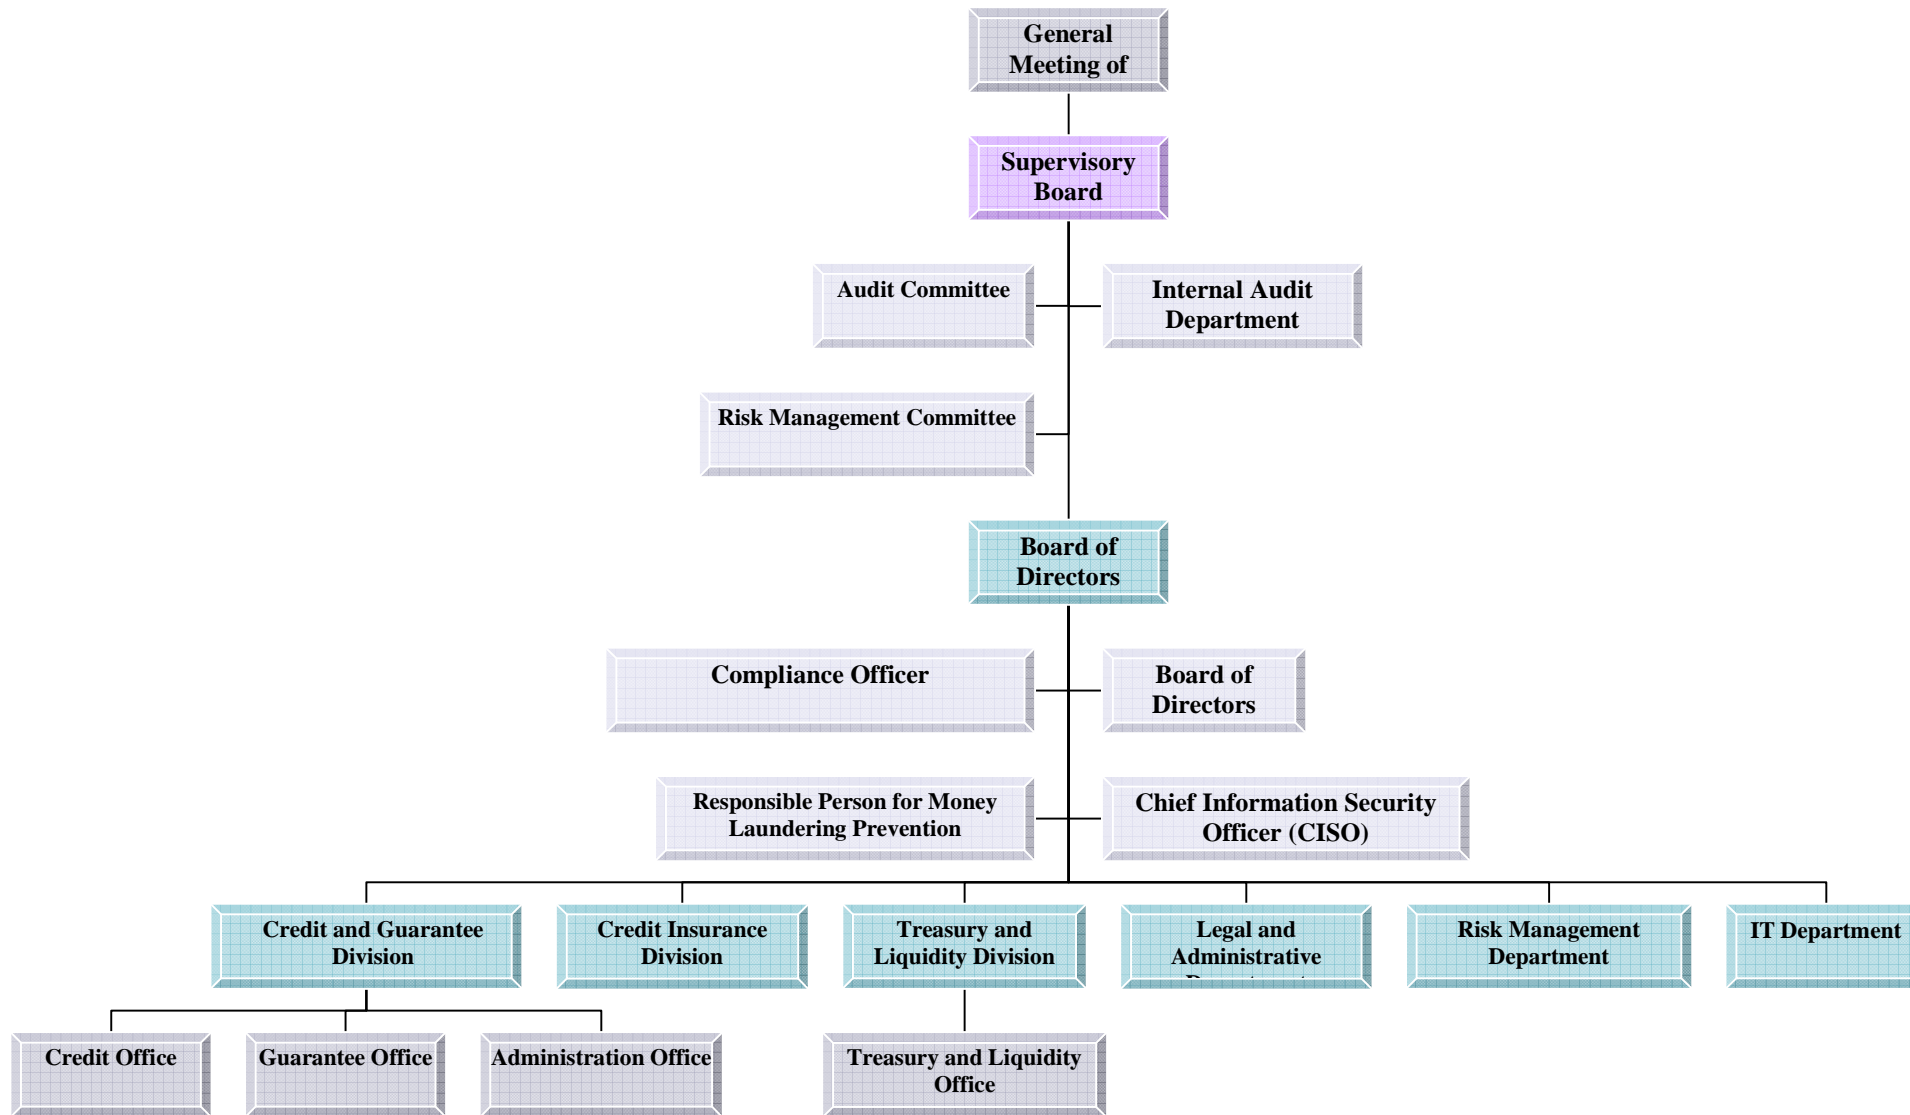 General
Meeting of
Supervisory
Board
Audit Committee
Internal Audit
Department
Risk Management Committee
Board of
Directors
Compliance Officer
Board of
Directors
Responsible Person for Money
Laundering Prevention
Chief Information Security
Officer (CISO)
Credit and Guarantee
Division
Credit Insurance
Division
Treasury and
Liquidity Division
Legal and
Administrative
Risk Management
Department
IT Department
Credit Office
Guarantee Office
Administration Office
Treasury and Liquidity
Office